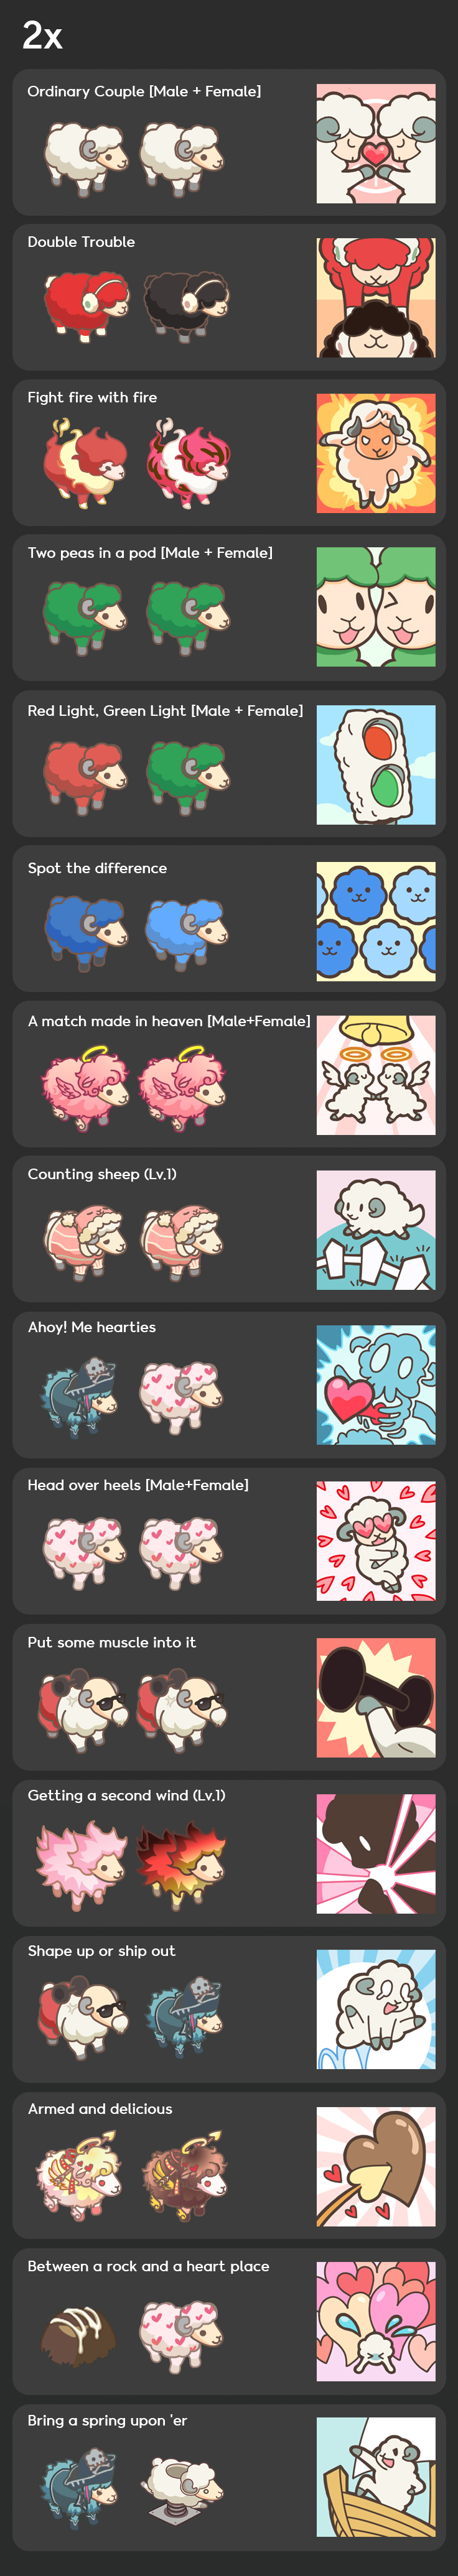 2x
Ordinary Couple [Male + Female]
Double Trouble
Fight fire with fire
Two peas in a pod [Male + Female]
Red Light, Green Light [Male + Female]
Spot the difference
A match made in heaven [Male+Female]
Counting sheep (Lv.1)
Ahoy! Me hearties
Head over heels [Male+Female]
Put some muscle into it
Getting a second wind (Lv.1)
Shape up or ship out
Armed and delicious
Between a rock and a heart place
Bring a spring upon 'er